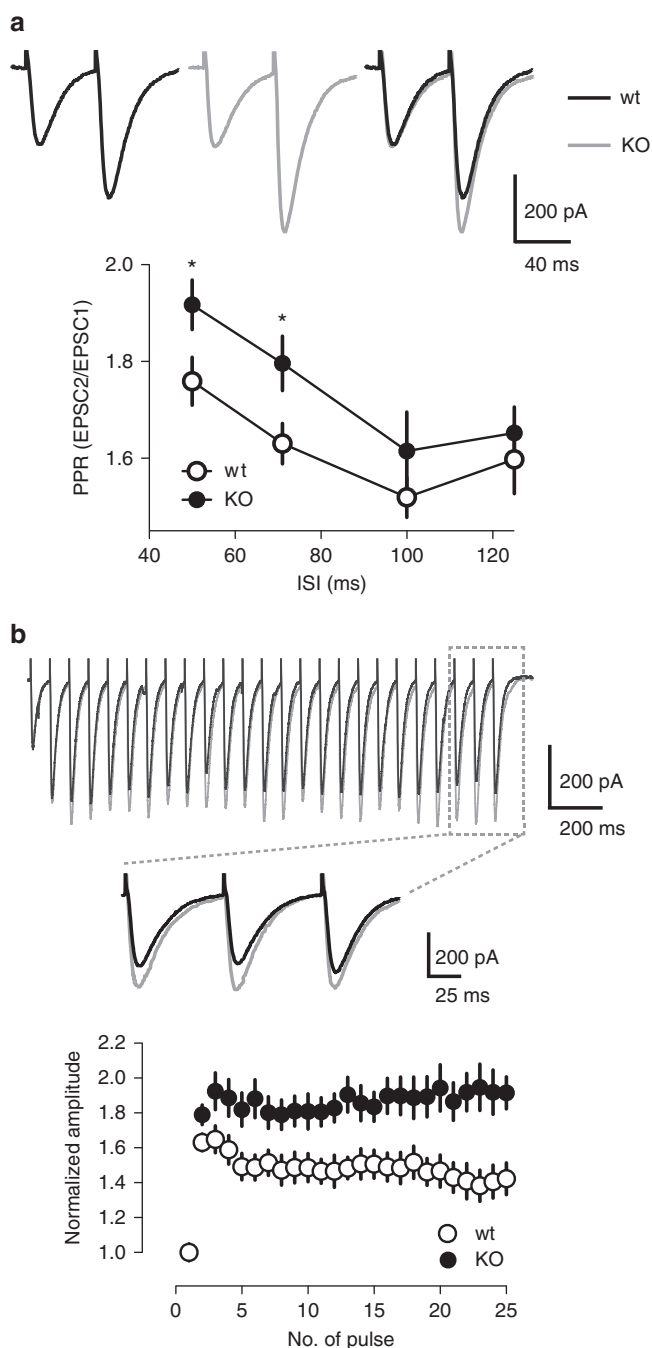 a
wt
KO
200 pA
40 ms
2.0
1.8
1.6
PPR (EPSC2/EPSC1)
*
*
wt
KO
40 60 80 100 120
ISI (ms)
b
200 pA
200 ms
200 pA
25 ms
2.2
2.0
1.8
1.6
1.4
1.2
1.0
Normalized amplitude
wt
KO
0 5 10 15 20 25
No. of pulse